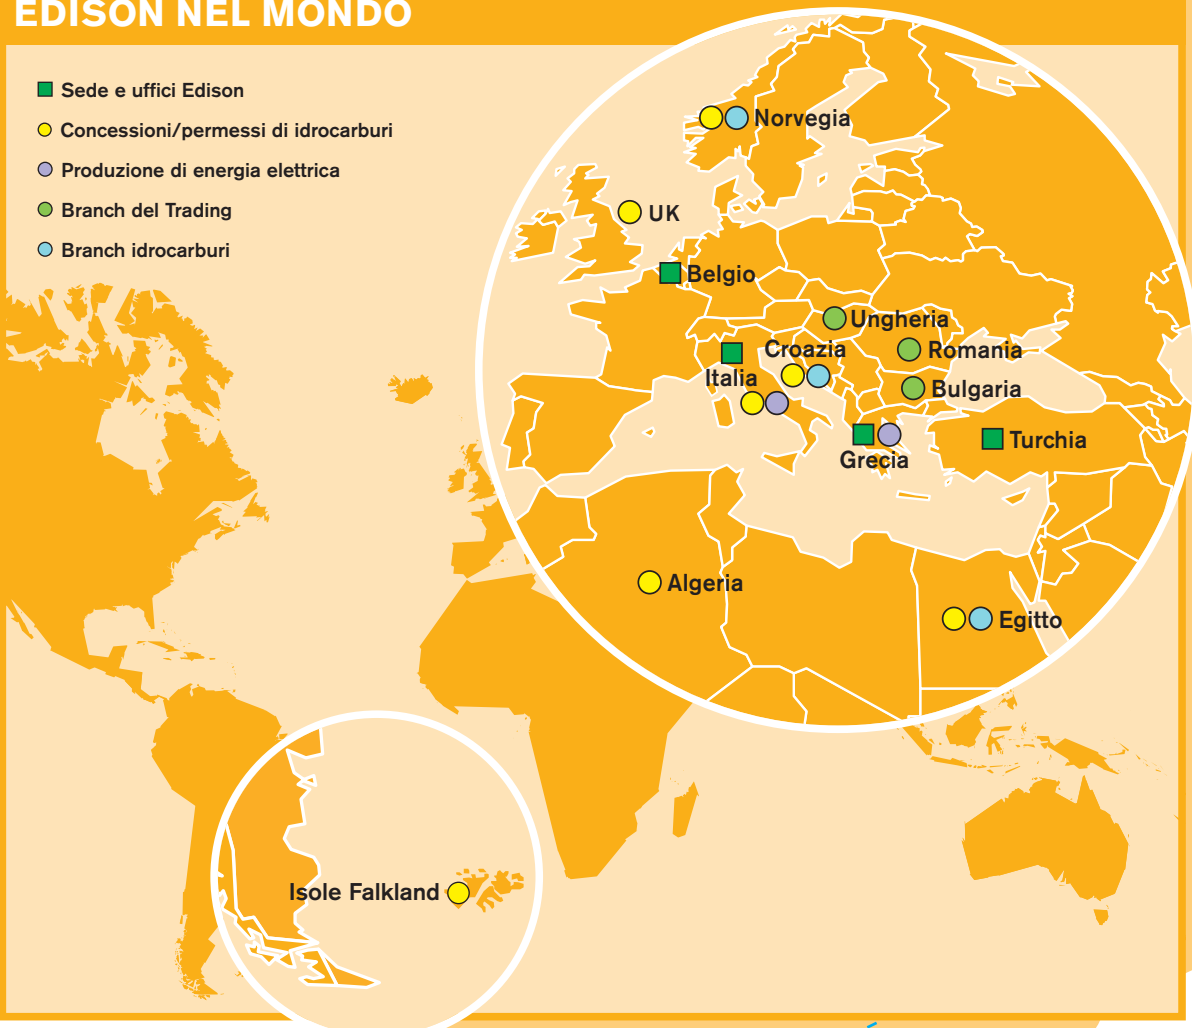 EDISON NEL MONDO
Sede e uffici Edison
Concessioni/permessi di idrocarburi
Produzione di energia elettrica
Branch del Trading
Branch idrocarburi
Norvegia
UK
Belgio
Ungheria
Croazia
Romania
Italia
Bulgaria
Turchia
Grecia
Algeria
Egitto
Isole Falkland